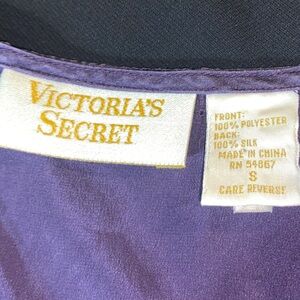 VICTORIA'S
SECRET
FRONT:
100% POLYESTER
BACK:
100% SILK
MADE IN CHINA
RN 54867
S
CARE REVERSE